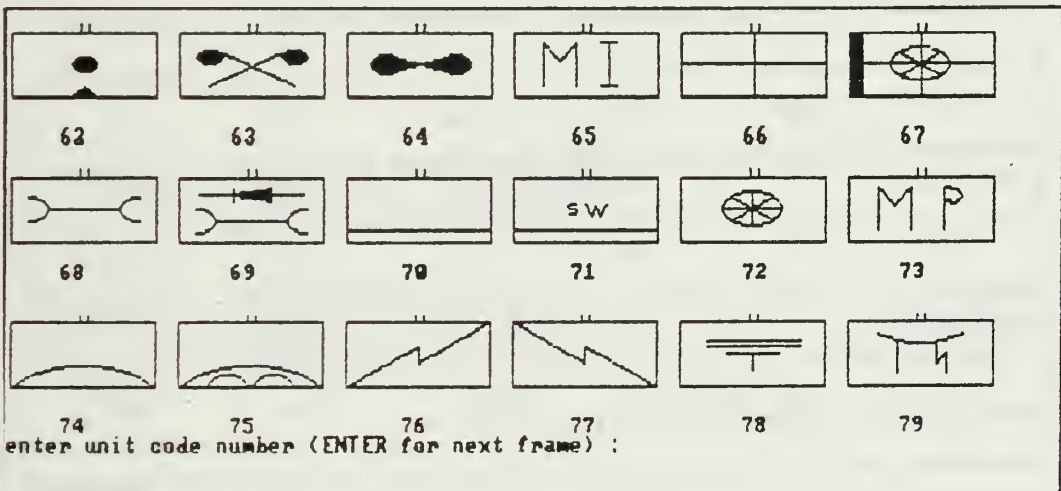 M I
62 63 64 65 66 67
SW M P
68 69 70 71 72 73
74 75 76 77 78 79
enter unit code number (ENTER for next frame) :